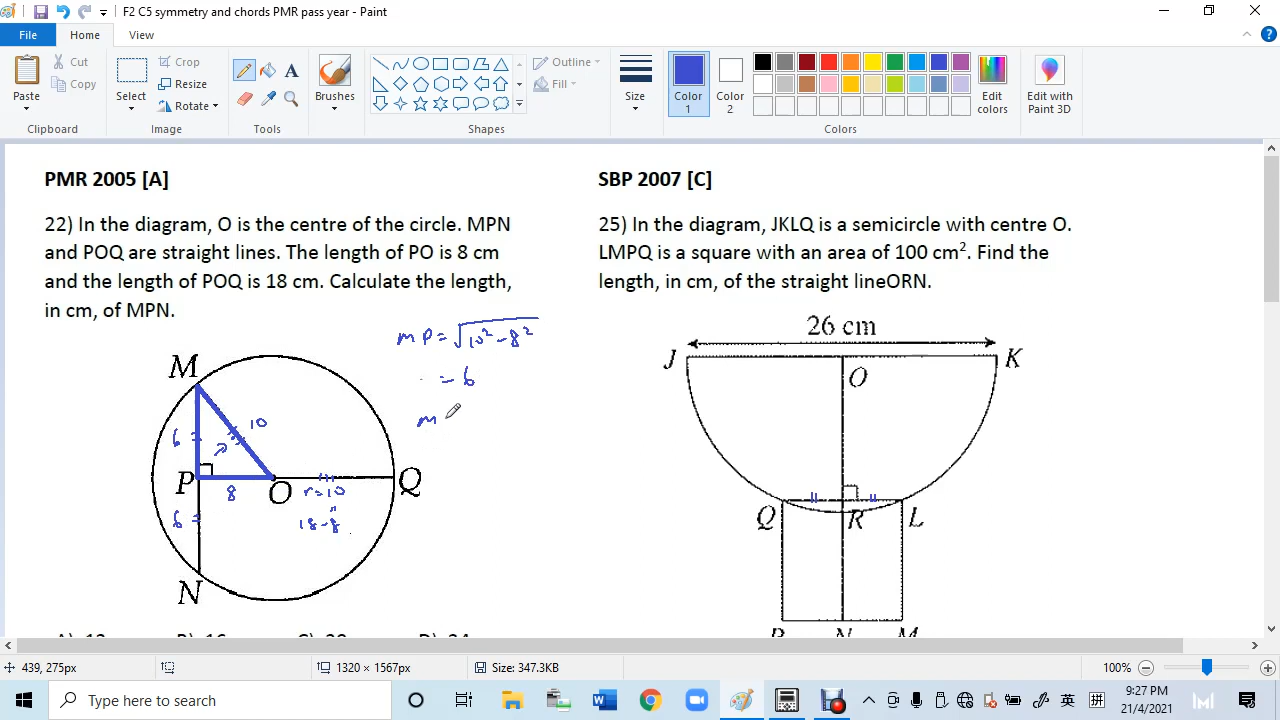 F2 C5 symmetry and chords PMR pass year - Paint
File
Home
View
Paste
Cut
Copy
Clipboard
Select
Crop
Resize
Rotate
Image
Tools
A
Brushes
Shapes
Outline
Fill
Size
Color 1
Color 2
Edit colors
Colors
Edit with Paint 3D
PMR 2005 [A]
22) In the diagram, O is the centre of the circle. MPN
and POQ are straight lines. The length of PO is 8 cm
and the length of POQ is 18 cm. Calculate the length,
in cm, of MPN.
MP = √10² - 8²
= 6
M
M
6
10
P
8
O
r=10
Q
6
18-8
N
SBP 2007 [C]
25) In the diagram, JKLQ is a semicircle with centre O.
LMPQ is a square with an area of 100 cm².  Find the
length, in cm, of the straight lineORN.
26 cm
J
O
K
Q
R
L
N
M
439, 275px
1320 × 1567px
Size: 347.3KB
100%
Type here to search
英
拼
9:27 PM
21/4/2021